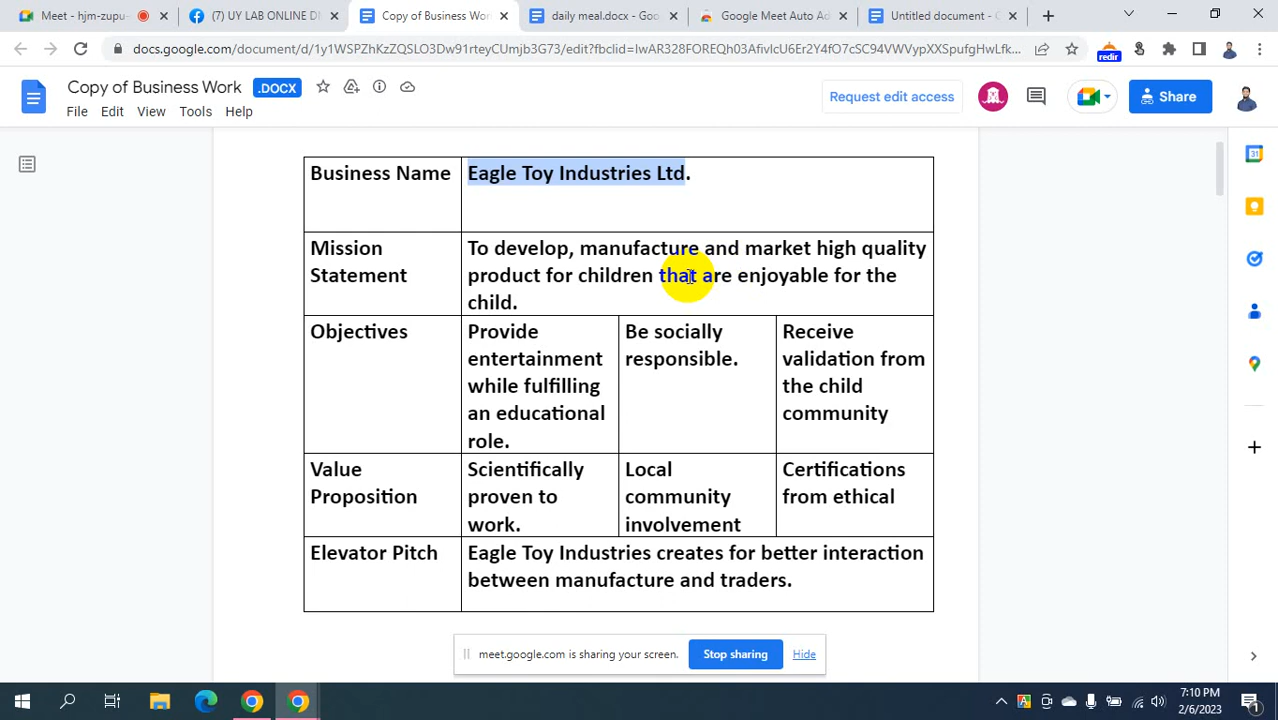 Meet - hjm-zupu-
(7) UY LAB ONLINE D
Copy of Business Wo
daily meal.docx - Goo
Google Meet Auto Ad
Untitled document - G
docs.google.com/document/d/1y1WSPZhKzZQSLO3Dw91rteyCUmjb3G73/edit?fbclid=IwAR328FOREQh03AfivIcU6Er2Y4fO7cSC94VWVypXXSpufgHwLfk...
redir
Copy of Business Work
.DOCX
Request edit access
Share
File Edit View Tools Help
Business Name
Eagle Toy Industries Ltd.
Mission
Statement
To develop, manufacture and market high quality
product for children that are enjoyable for the
child.
Objectives
Provide
entertainment
while fulfilling
an educational
role.
Be socially
responsible.
Receive
validation from
the child
community
Value
Proposition
Scientifically
proven to
work.
Local
community
involvement
Certifications
from ethical
Elevator Pitch
Eagle Toy Industries creates for better interaction
between manufacture and traders.
meet.google.com is sharing your screen.
Stop sharing
Hide
31
7:10 PM
2/6/2023
1